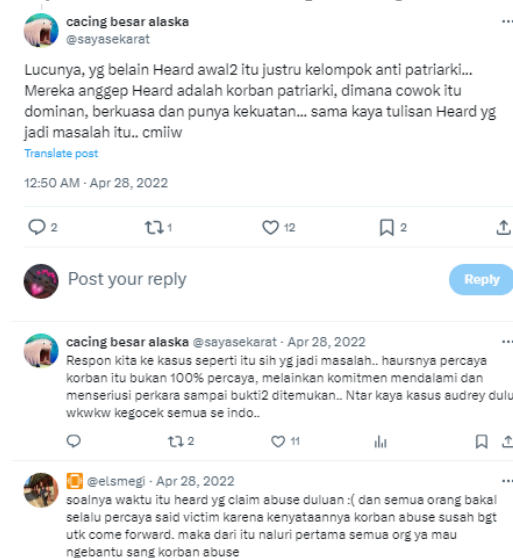 cacing besar alaska
@sayasekarat
Lucunya, yg belain Heard awal2 itu justru kelompok anti patriarki...
Mereka anggep Heard adalah korban patriarki, dimana cowok itu
dominan, berkuasa dan punya kekuatan... sama kaya tulisan Heard yg
jadi masalah itu.. cmiiw
Translate post
12:50 AM · Apr 28, 2022
2 1 12 2
Post your reply Reply
cacing besar alaska @sayasekarat · Apr 28, 2022
Respon kita ke kasus seperti itu sih yg jadi masalah.. haursnya percaya
korban itu bukan 100% percaya, melainkan komitmen mendalami dan
menseriusi perkara sampai bukti2 ditemukan.. Ntar kaya kasus audrey dulu
wkwkw kegocek semua se indo..
2 11
@elsmegi · Apr 28, 2022
soalnya waktu itu heard yg claim abuse duluan :( dan semua orang bakal
selalu percaya said victim karena kenyataannya korban abuse susah bgt
utk come forward. maka dari itu naluri pertama semua org ya mau
ngebantu sang korban abuse